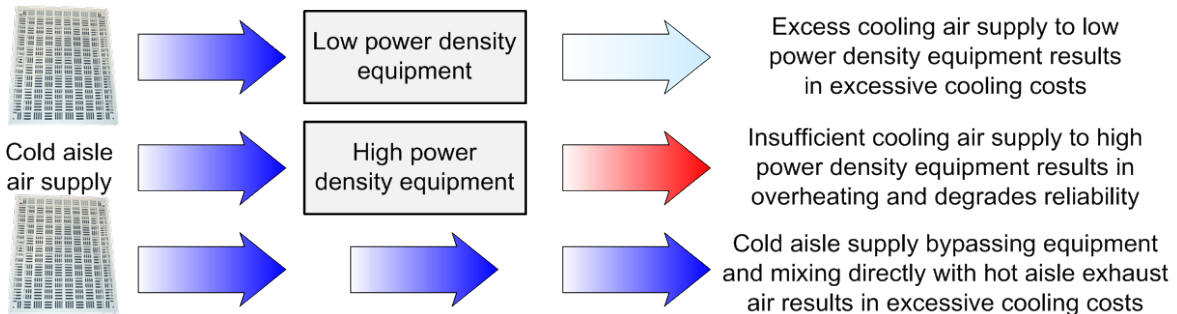 Low power density
equipment
Excess cooling air supply to low
power density equipment results
in excessive cooling costs
Cold aisle
air supply
High power
density equipment
Insufficient cooling air supply to high
power density equipment results in
overheating and degrades reliability
Cold aisle supply bypassing equipment
and mixing directly with hot aisle exhaust
air results in excessive cooling costs